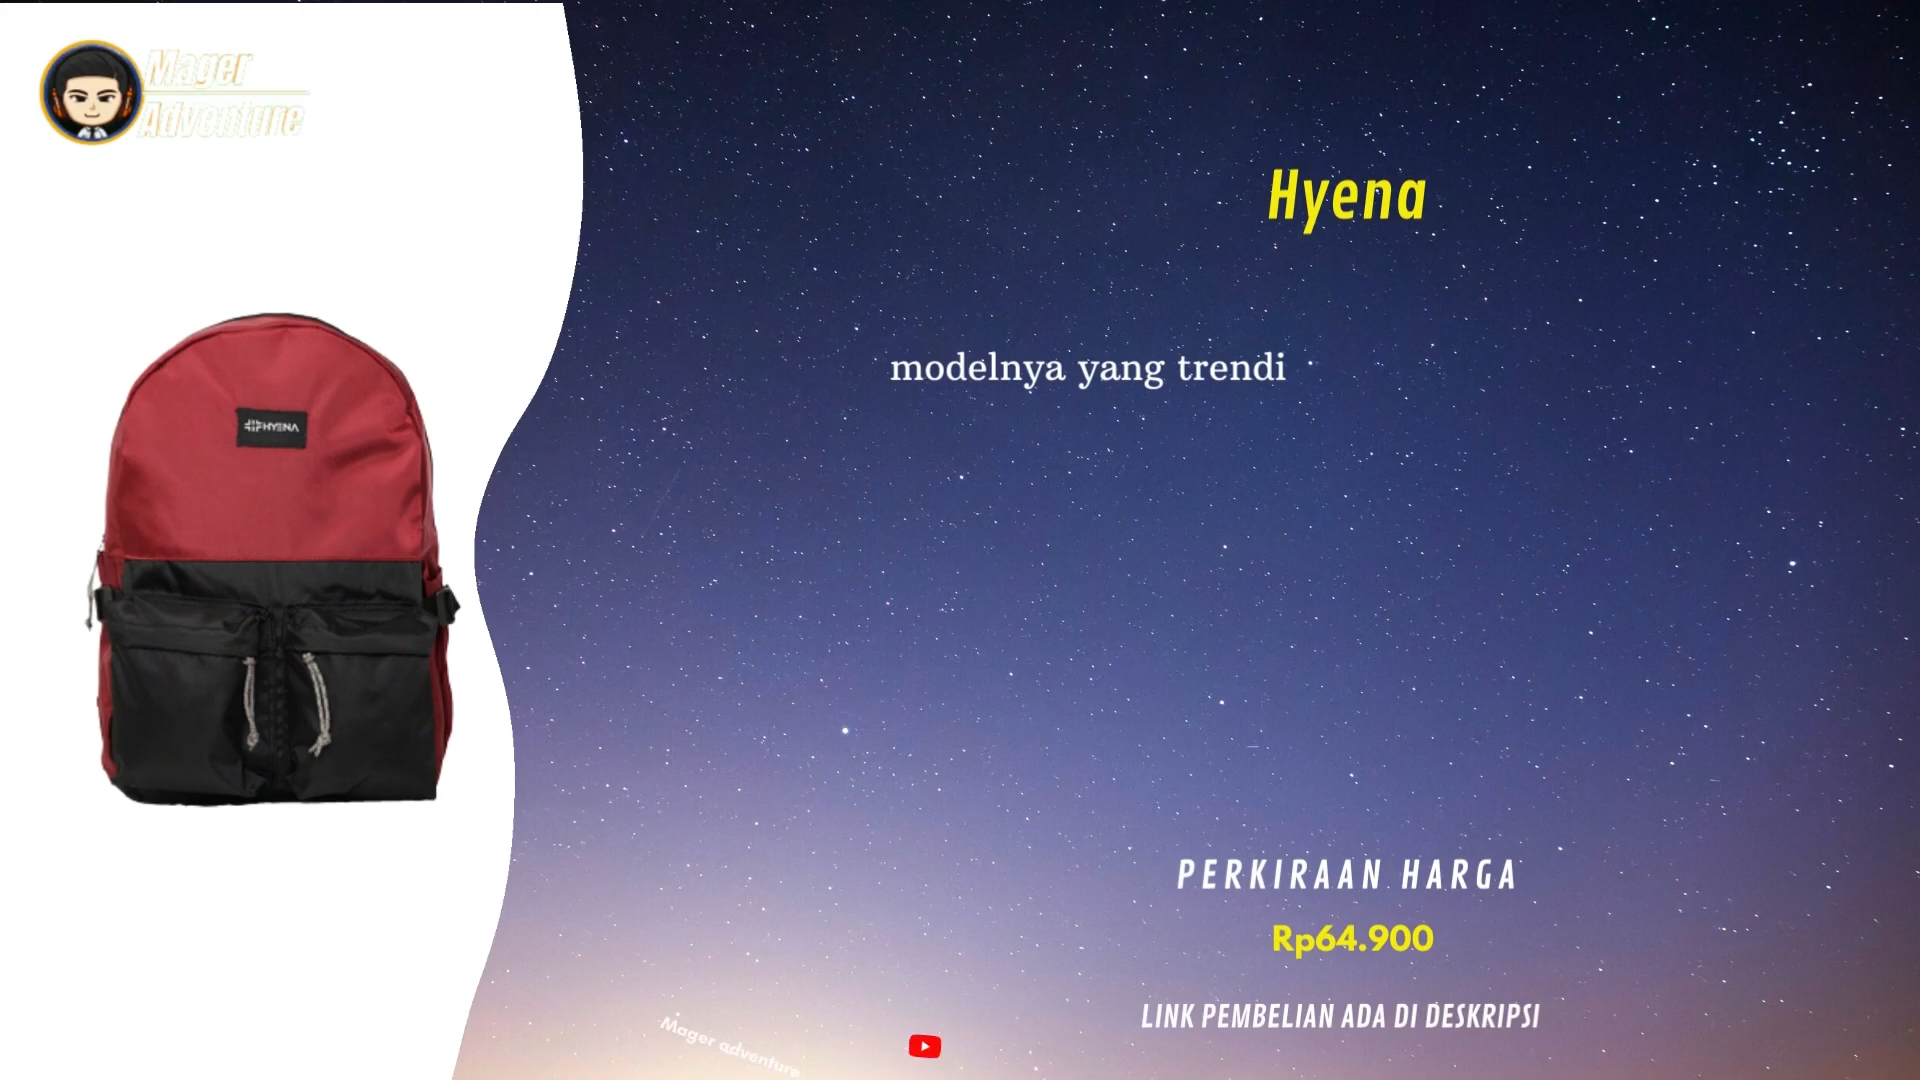 Mager
Adventure
Hyena
modelnya yang trendi
HYENA
PERKIRAAN HARGA
Rp64.900
LINK PEMBELIAN ADA DI DESKRIPSI
Mager adventure